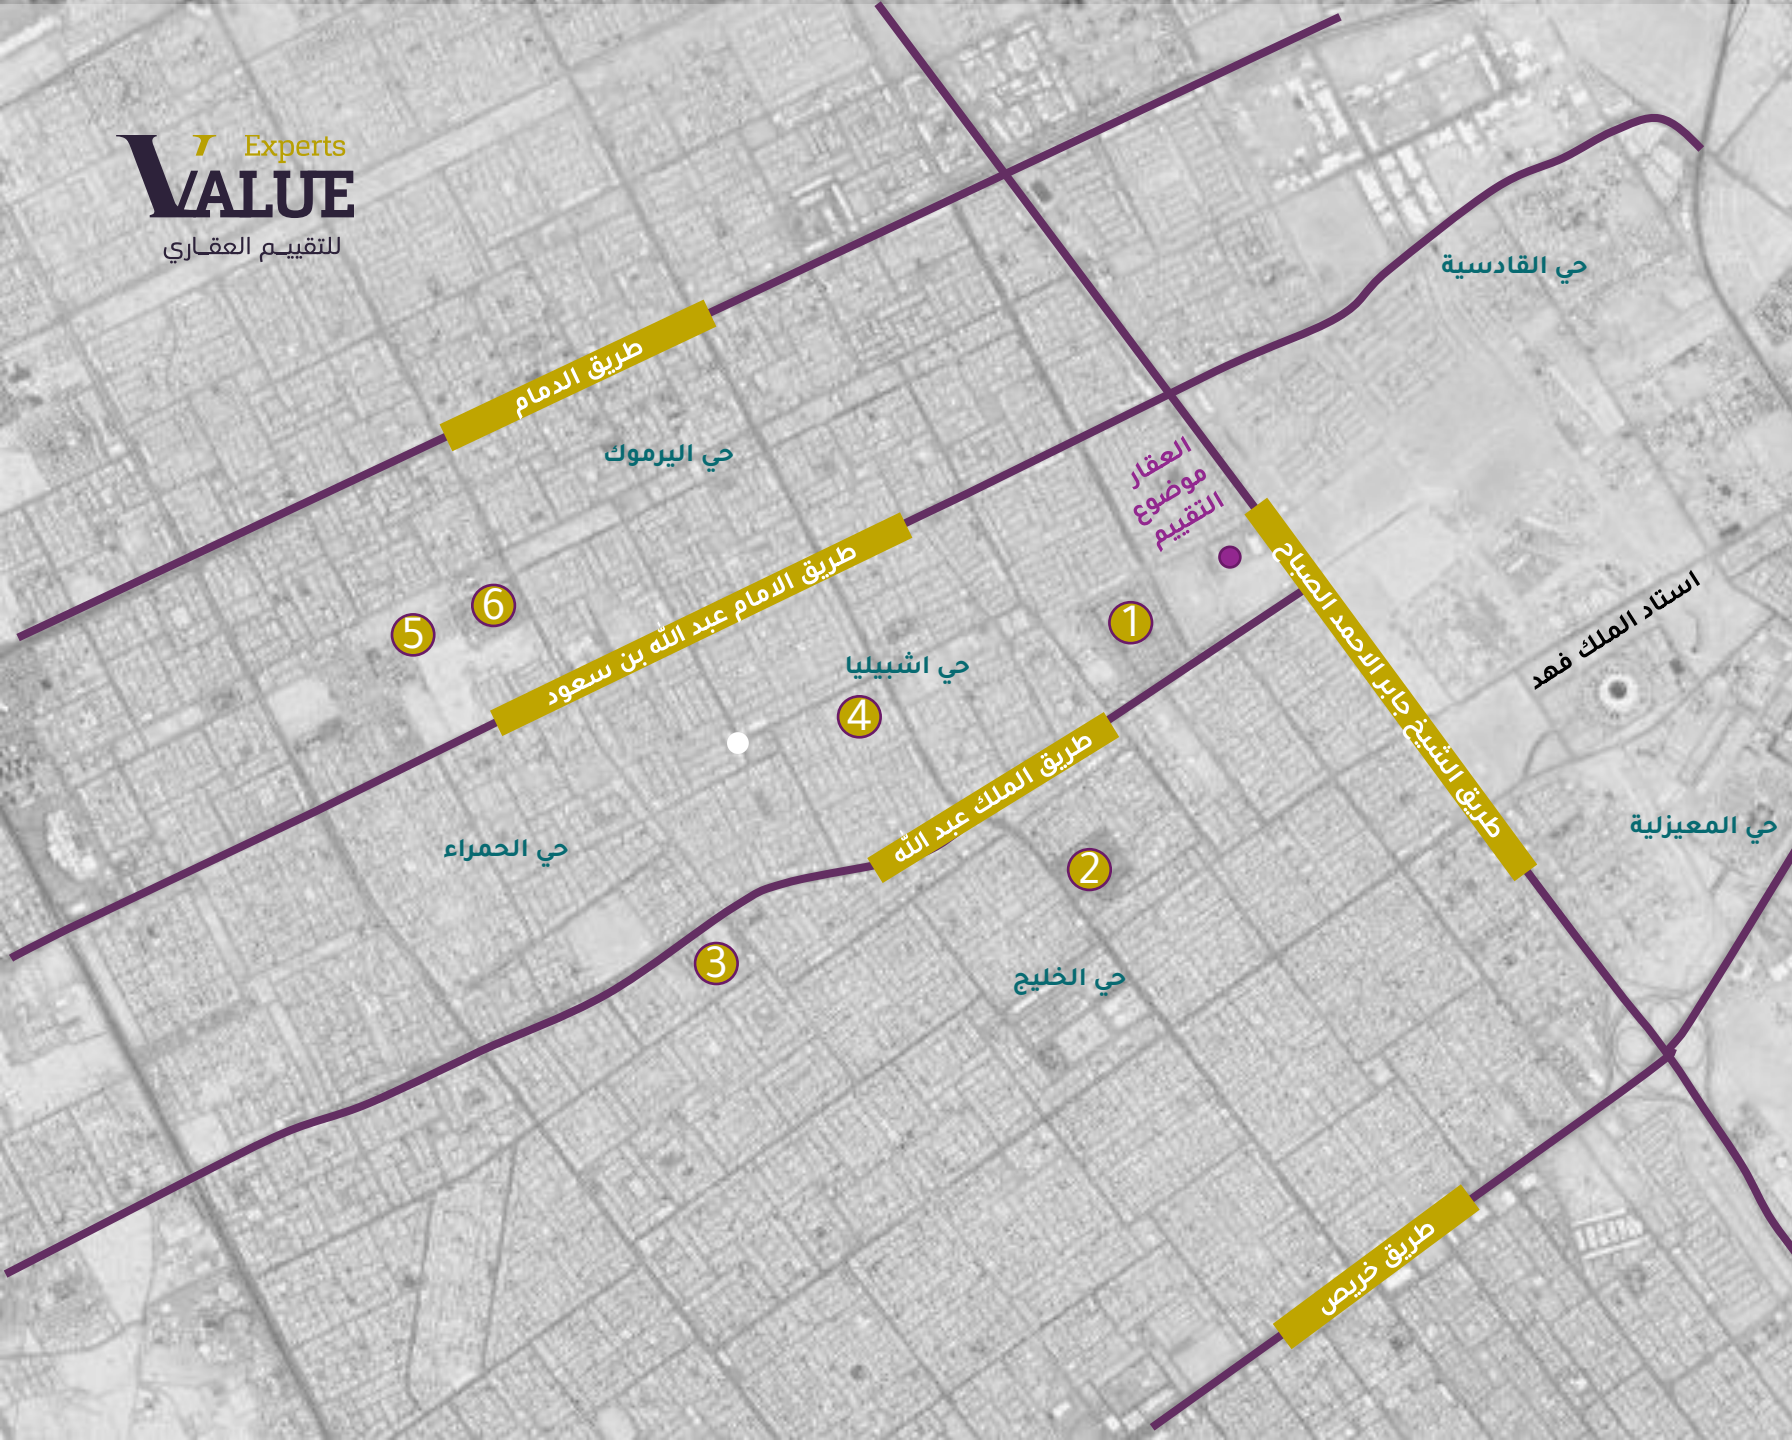 Experts
VALUE
للتقييم العقاري
حي القادسية
طريق الدمام
حي اليرموك
العقار
موضوع
التقييم
طريق الامام عبد الله بن سعود
طريق الشيخ جابر الاحمد الصباح
استاد الملك فهد
6
5
1
حي اشبيليا
4
طريق الملك عبد الله
حي المعيزلية
حي الحمراء
2
3
حي الخليج
طريق خريص